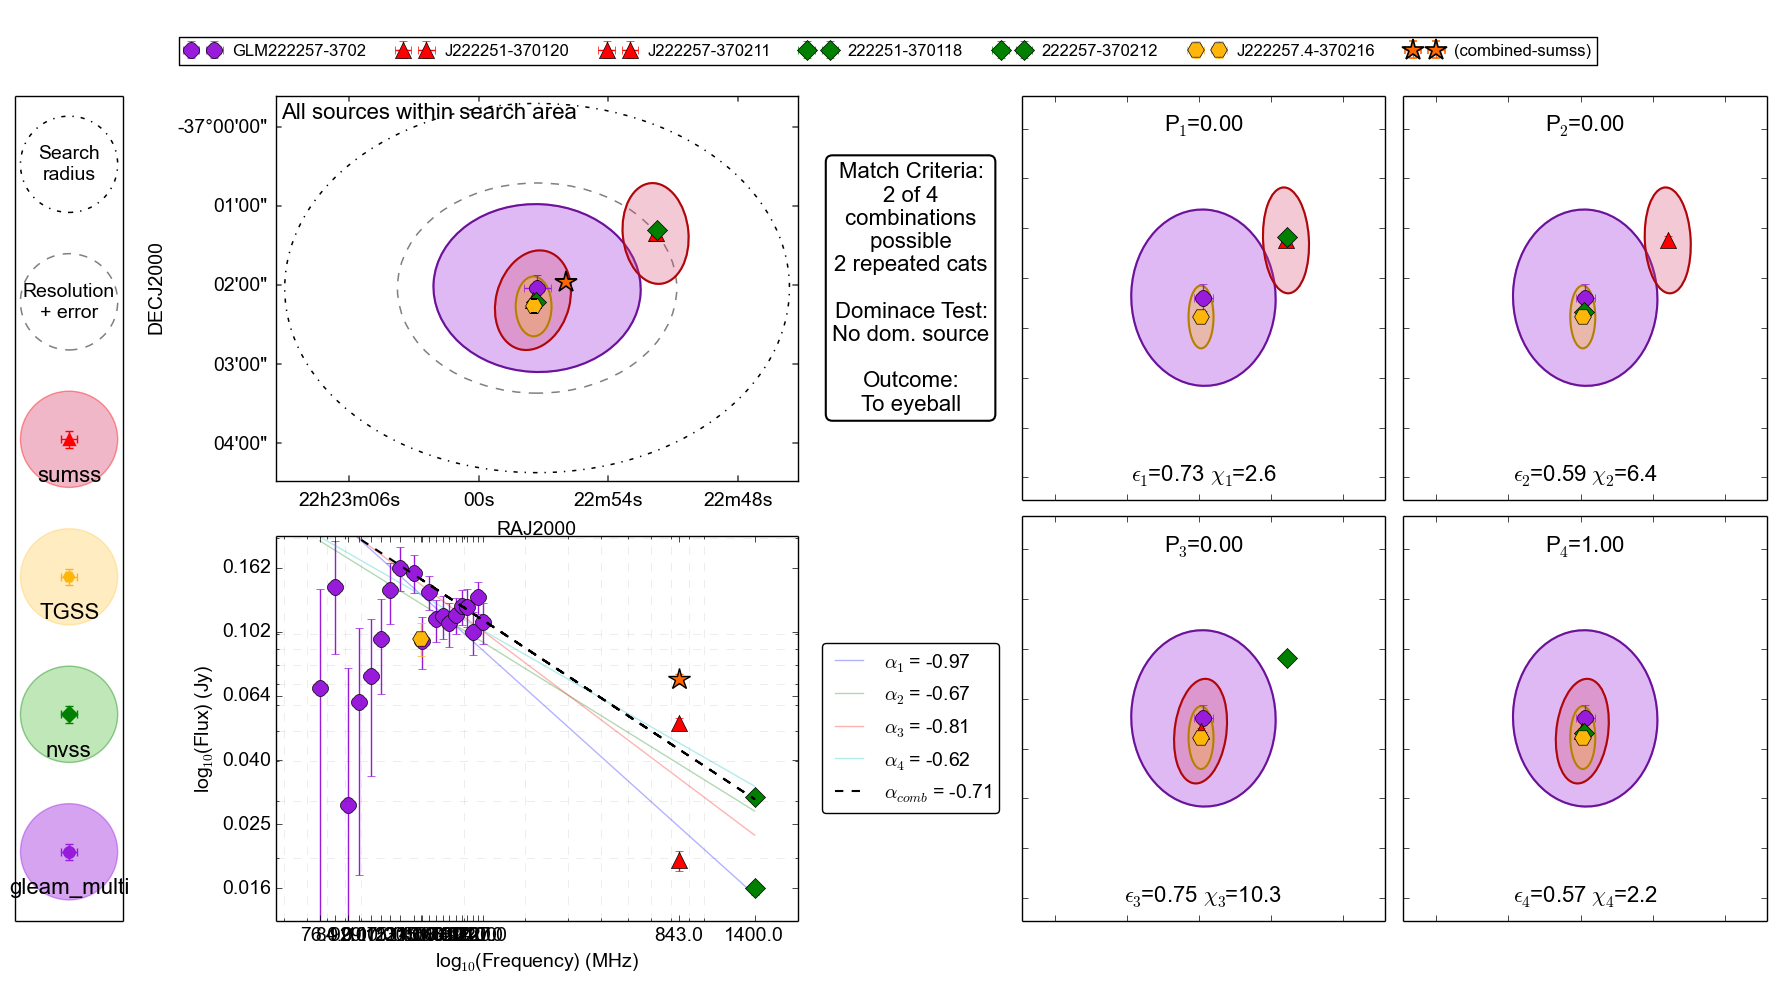 GLM222257-3702 J222251-370120 J222257-370211 222251-370118 222257-370212 J222257.4-370216 (combined-sumss)
Search
radius
Resolution
+ error
sumss
TGSS
nvss
gleam_multi
All sources within search area
DECJ2000
-37°00'00"
01'00"
02'00"
03'00"
04'00"
22h23m06s 00s 22m54s 22m48s
RAJ2000
Match Criteria:
2 of 4
combinations
possible
2 repeated cats
Dominace Test:
No dom. source
Outcome:
To eyeball
P1=0.00
ϵ1=0.73 χ1=2.6
P2=0.00
ϵ2=0.59 χ2=6.4
P3=0.00
ϵ3=0.75 χ3=10.3
P4=1.00
ϵ4=0.57 χ4=2.2
log10(Flux) (Jy)
0.162
0.102
0.064
0.040
0.025
0.016
843.0 1400.0
log10(Frequency) (MHz)
α1 = -0.97
α2 = -0.67
α3 = -0.81
α4 = -0.62
αcomb = -0.71